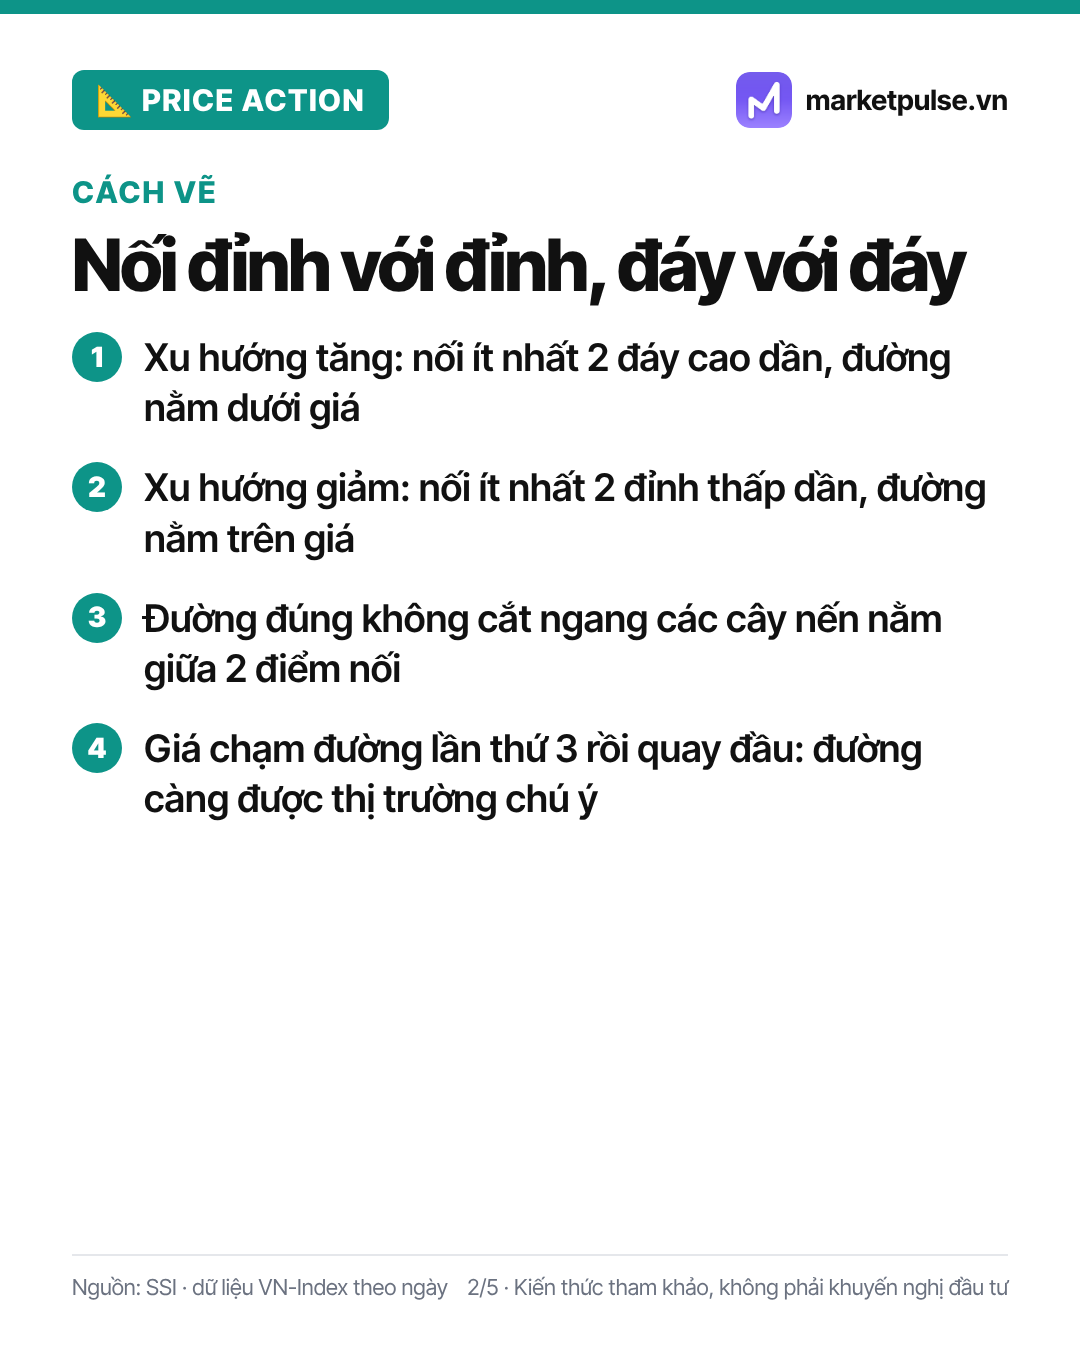 📐 PRICE ACTION
marketpulse.vn
CÁCH VẼ
Nối đỉnh với đỉnh, đáy với đáy
1 Xu hướng tăng: nối ít nhất 2 đáy cao dần, đường
nằm dưới giá
2 Xu hướng giảm: nối ít nhất 2 đỉnh thấp dần, đường
nằm trên giá
3 Đường đúng không cắt ngang các cây nến nằm
giữa 2 điểm nối
4 Giá chạm đường lần thứ 3 rồi quay đầu: đường
càng được thị trường chú ý
Nguồn: SSI · dữ liệu VN-Index theo ngày
2/5 · Kiến thức tham khảo, không phải khuyến nghị đầu tư